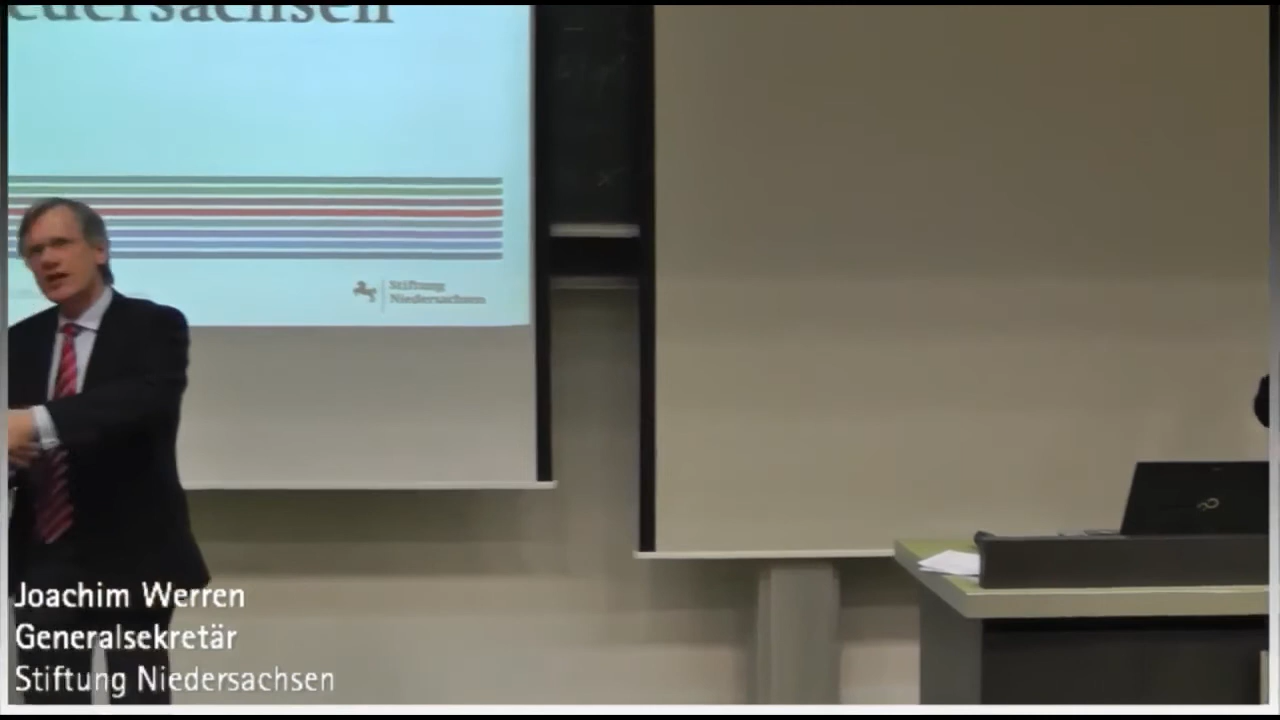 Stiftung
Niedersachsen
Joachim Werren
Generalsekretär
Stiftung Niedersachsen